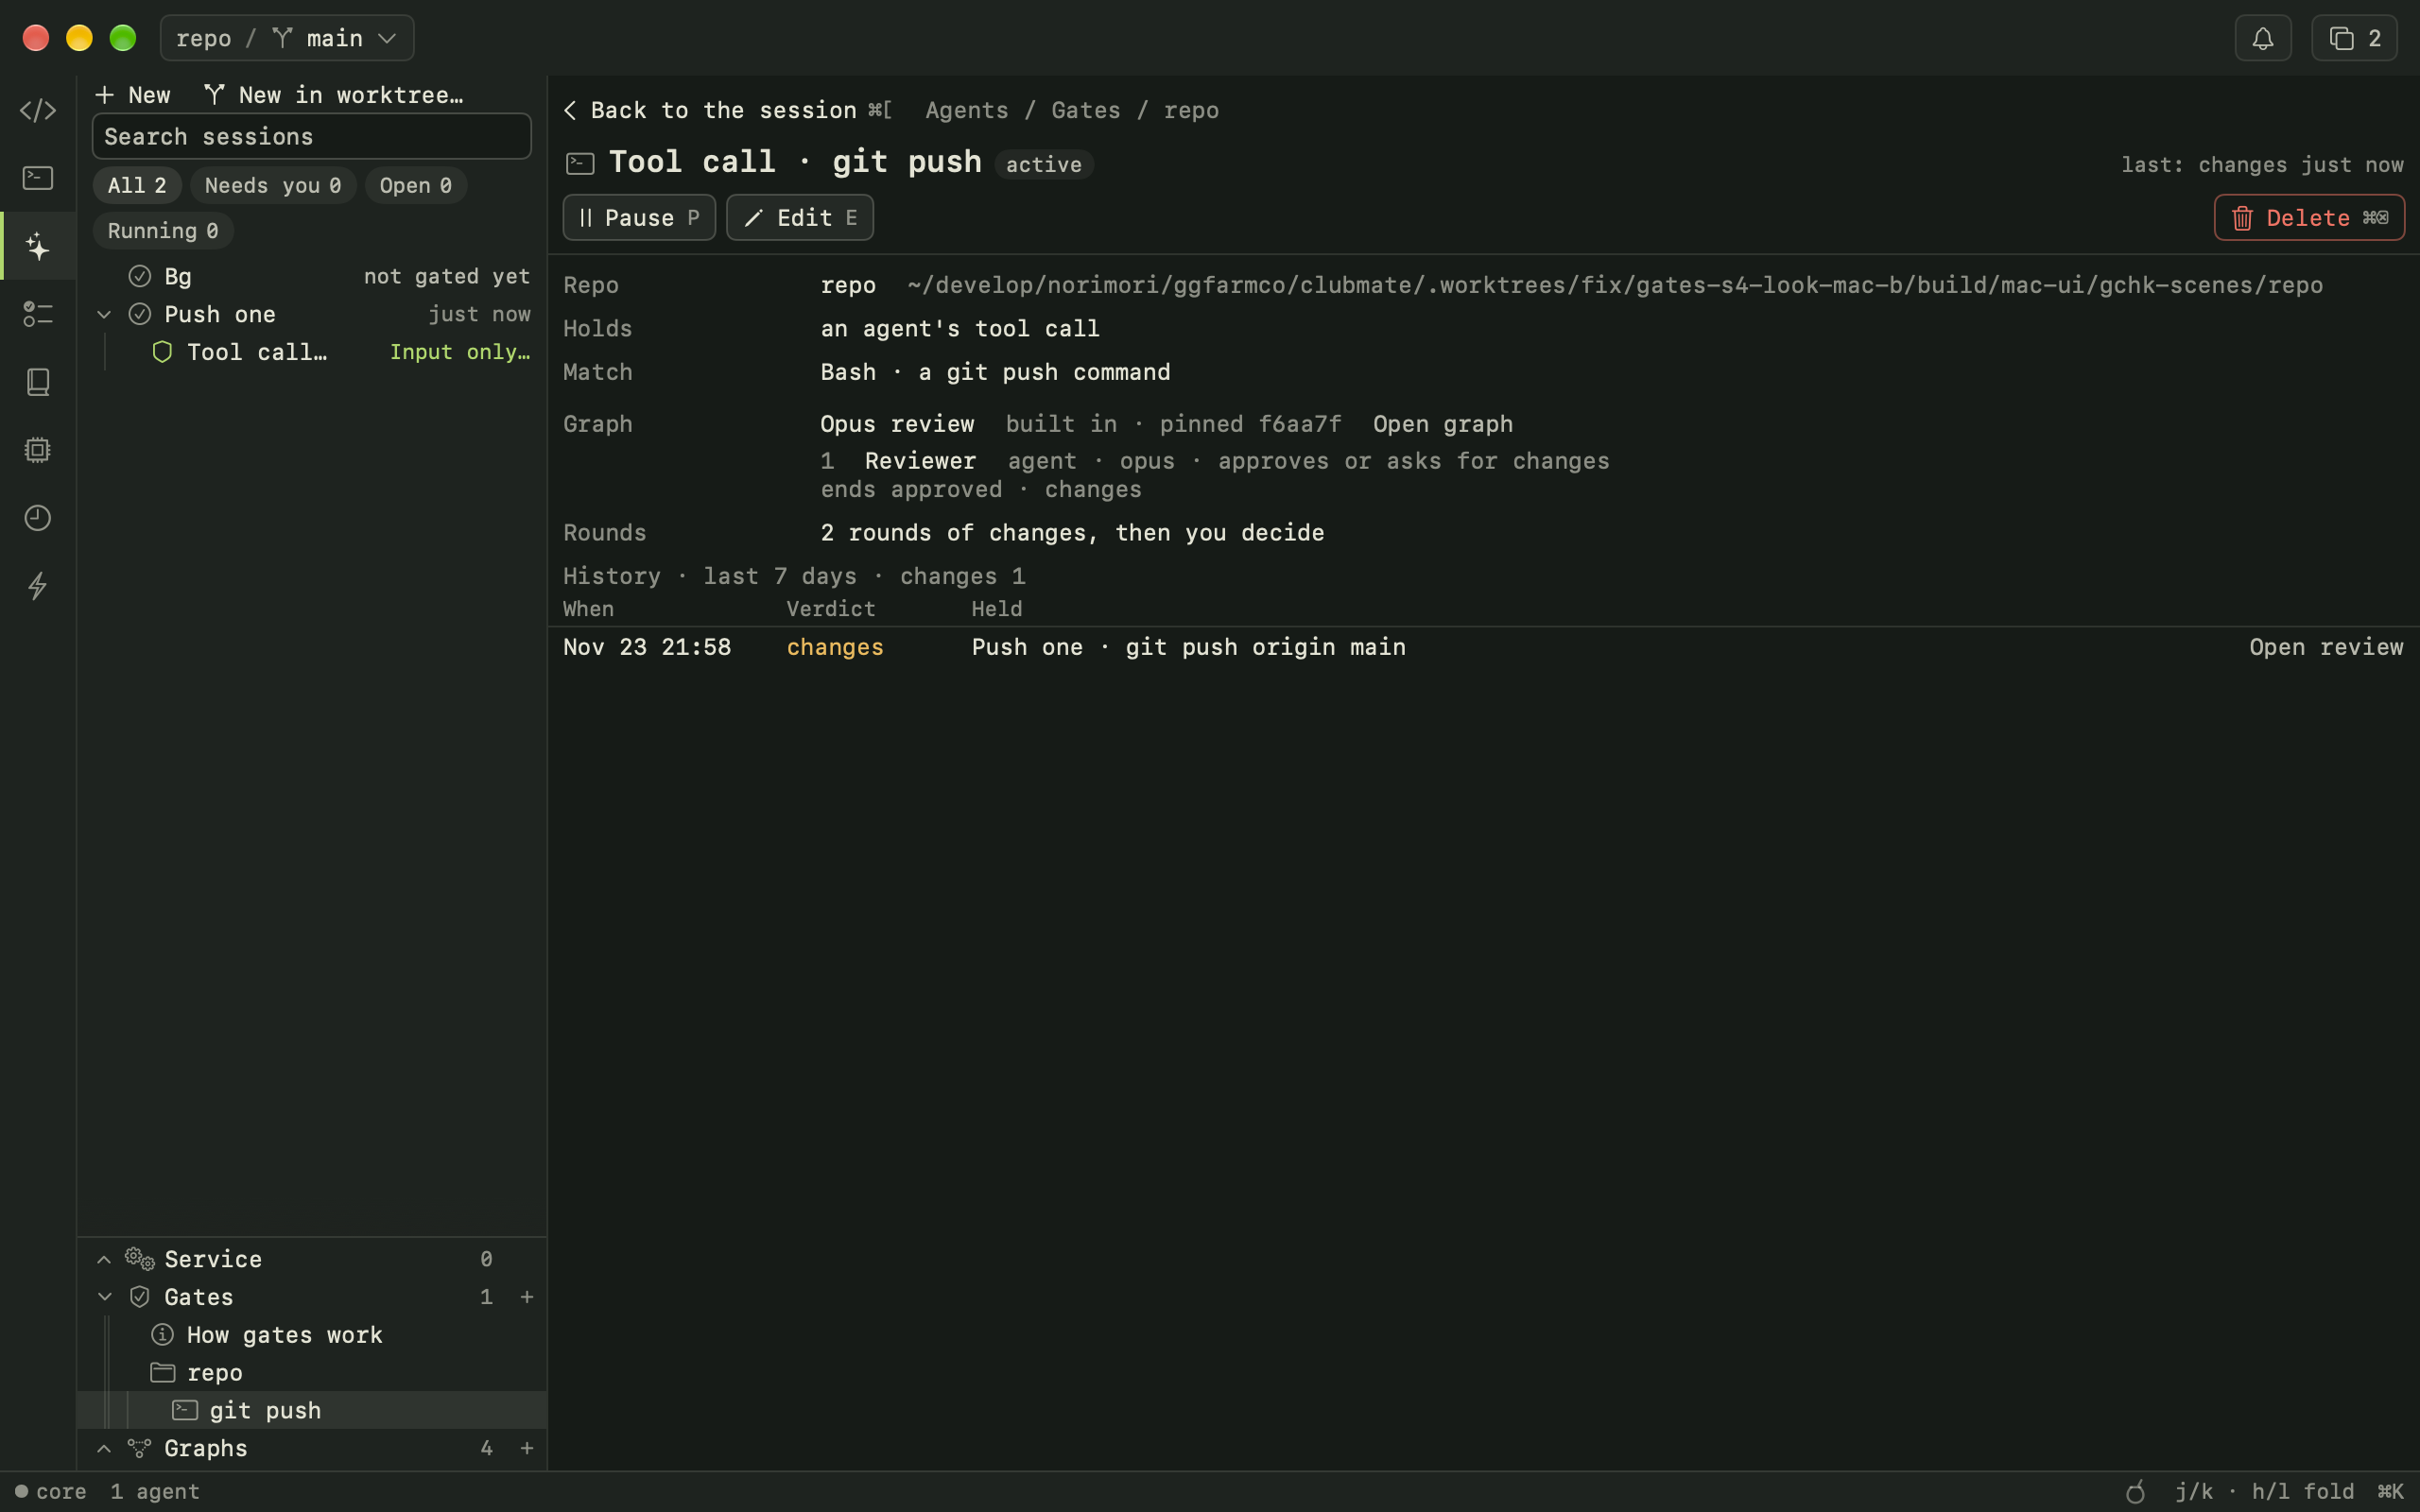 repo / main
2
+ New New in worktree…
Search sessions
All 2 Needs you 0 Open 0
Running 0
Bg not gated yet
Push one just now
Tool call… Input only…
Service 0
Gates 1 +
How gates work
repo
git push
Graphs 4 +
Back to the session ⌘[ Agents / Gates / repo
Tool call · git push active
last: changes just now
Pause P Edit E
Delete ⌘⌫
Repo repo ~/develop/norimori/ggfarmco/clubmate/.worktrees/fix/gates-s4-look-mac-b/build/mac-ui/gchk-scenes/repo
Holds an agent's tool call
Match Bash · a git push command
Graph Opus review built in · pinned f6aa7f Open graph
1 Reviewer agent · opus · approves or asks for changes
ends approved · changes
Rounds 2 rounds of changes, then you decide
History · last 7 days · changes 1
When Verdict Held
Nov 23 21:58 changes Push one · git push origin main Open review
core 1 agent
j/k · h/l fold ⌘K